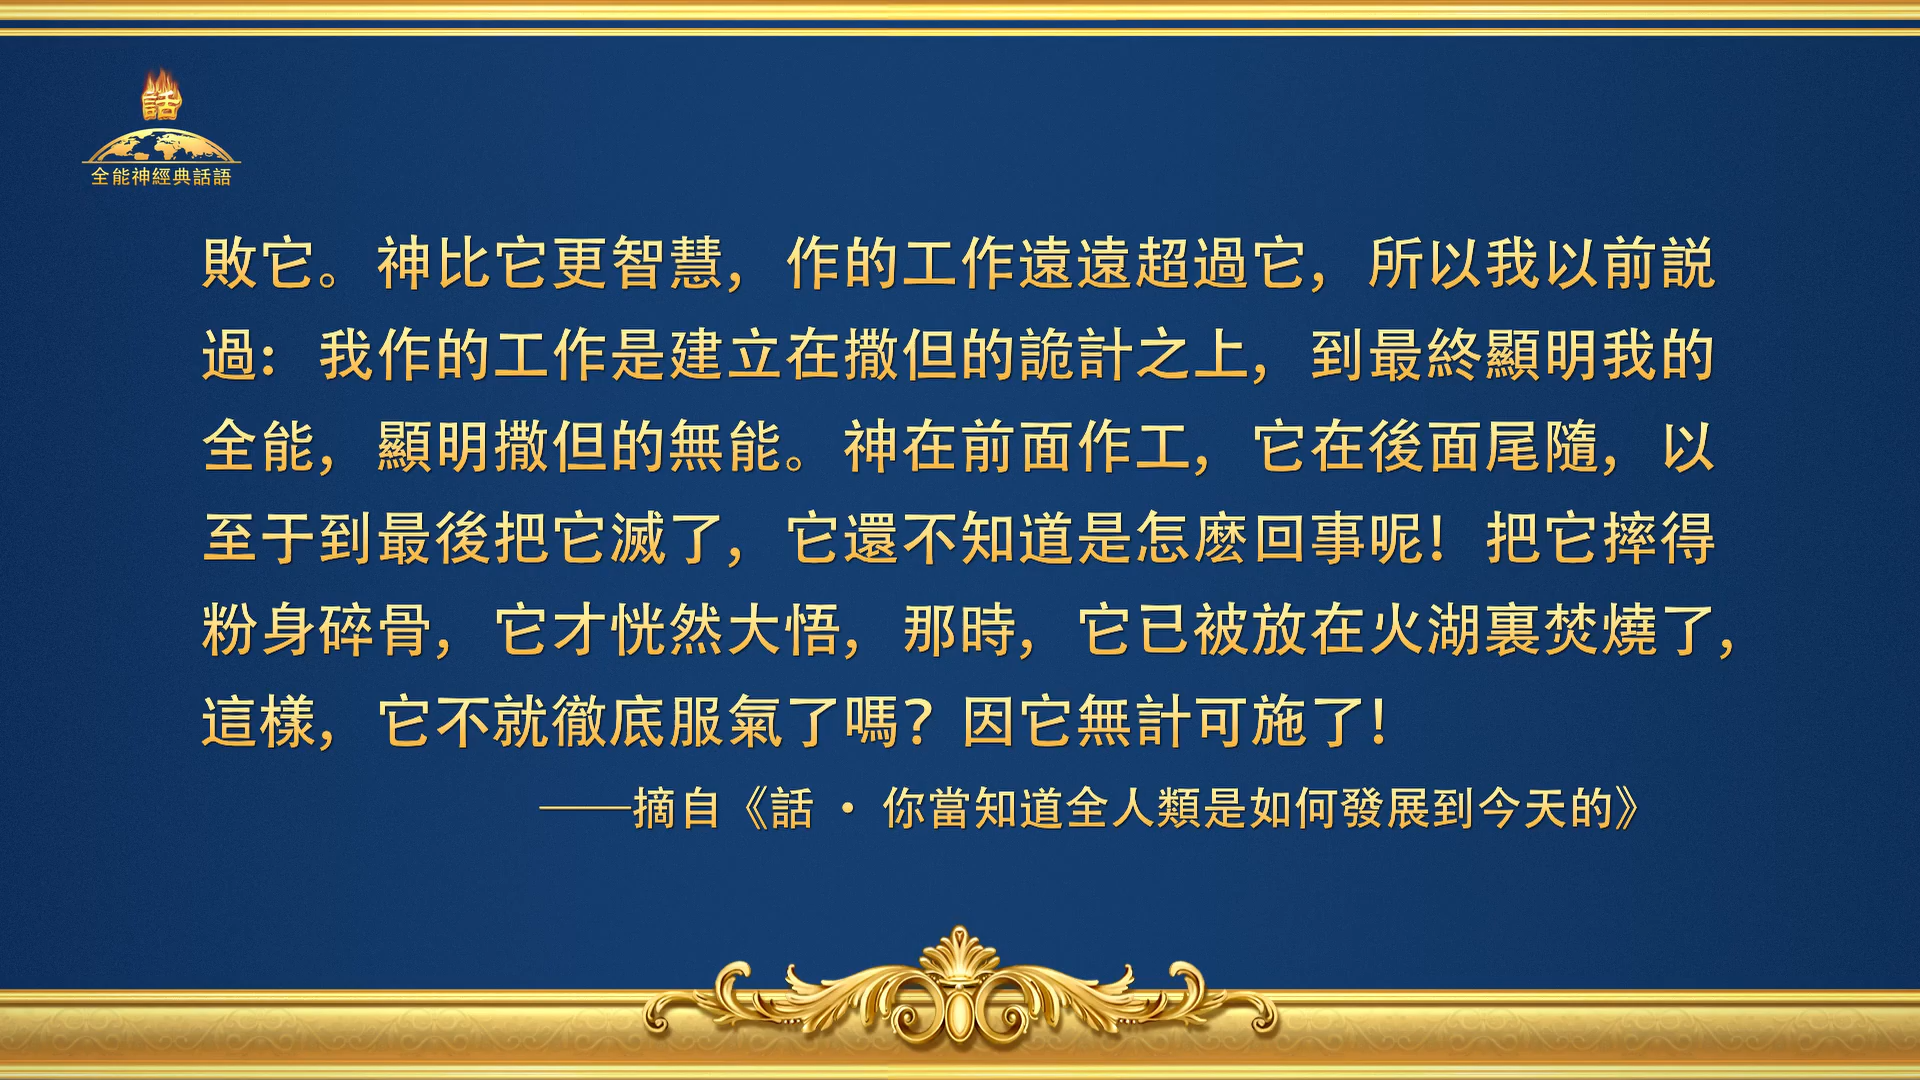 話
全能神經典話語
敗它。神比它更智慧，作的工作遠遠超過它，所以我以前説
過：我作的工作是建立在撒但的詭計之上，到最終顯明我的
全能，顯明撒但的無能。神在前面作工，它在後面尾隨，以
至于到最後把它滅了，它還不知道是怎麽回事呢！把它摔得
粉身碎骨，它才恍然大悟，那時，它已被放在火湖裏焚燒了，
這樣，它不就徹底服氣了嗎？因它無計可施了！
——摘自《話 · 你當知道全人類是如何發展到今天的》